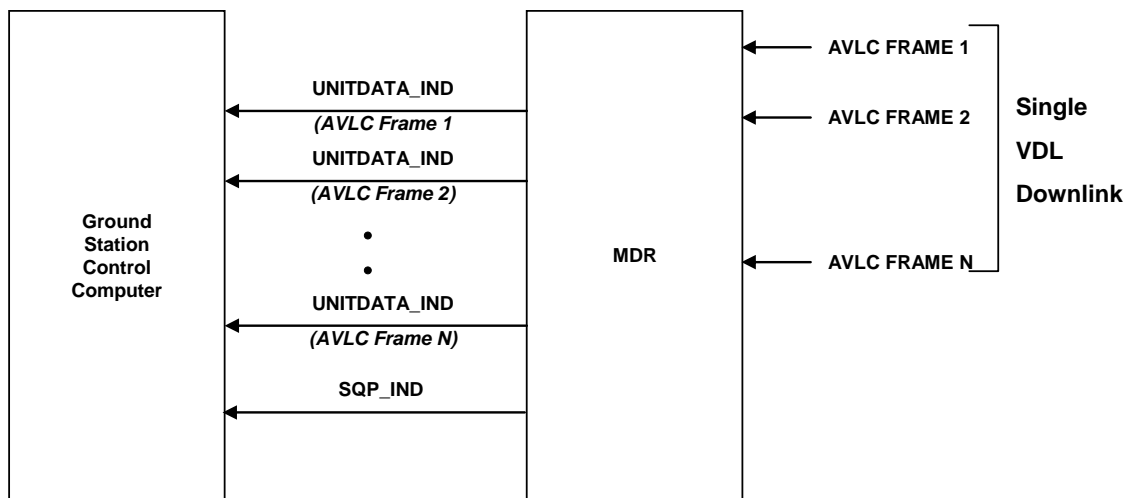 Ground
Station
Control
Computer
UNITDATA_IND
(AVLC Frame 1
UNITDATA_IND
(AVLC Frame 2)
UNITDATA_IND
(AVLC Frame N)
SQP_IND
MDR
AVLC FRAME 1
AVLC FRAME 2
AVLC FRAME N
Single
VDL
Downlink